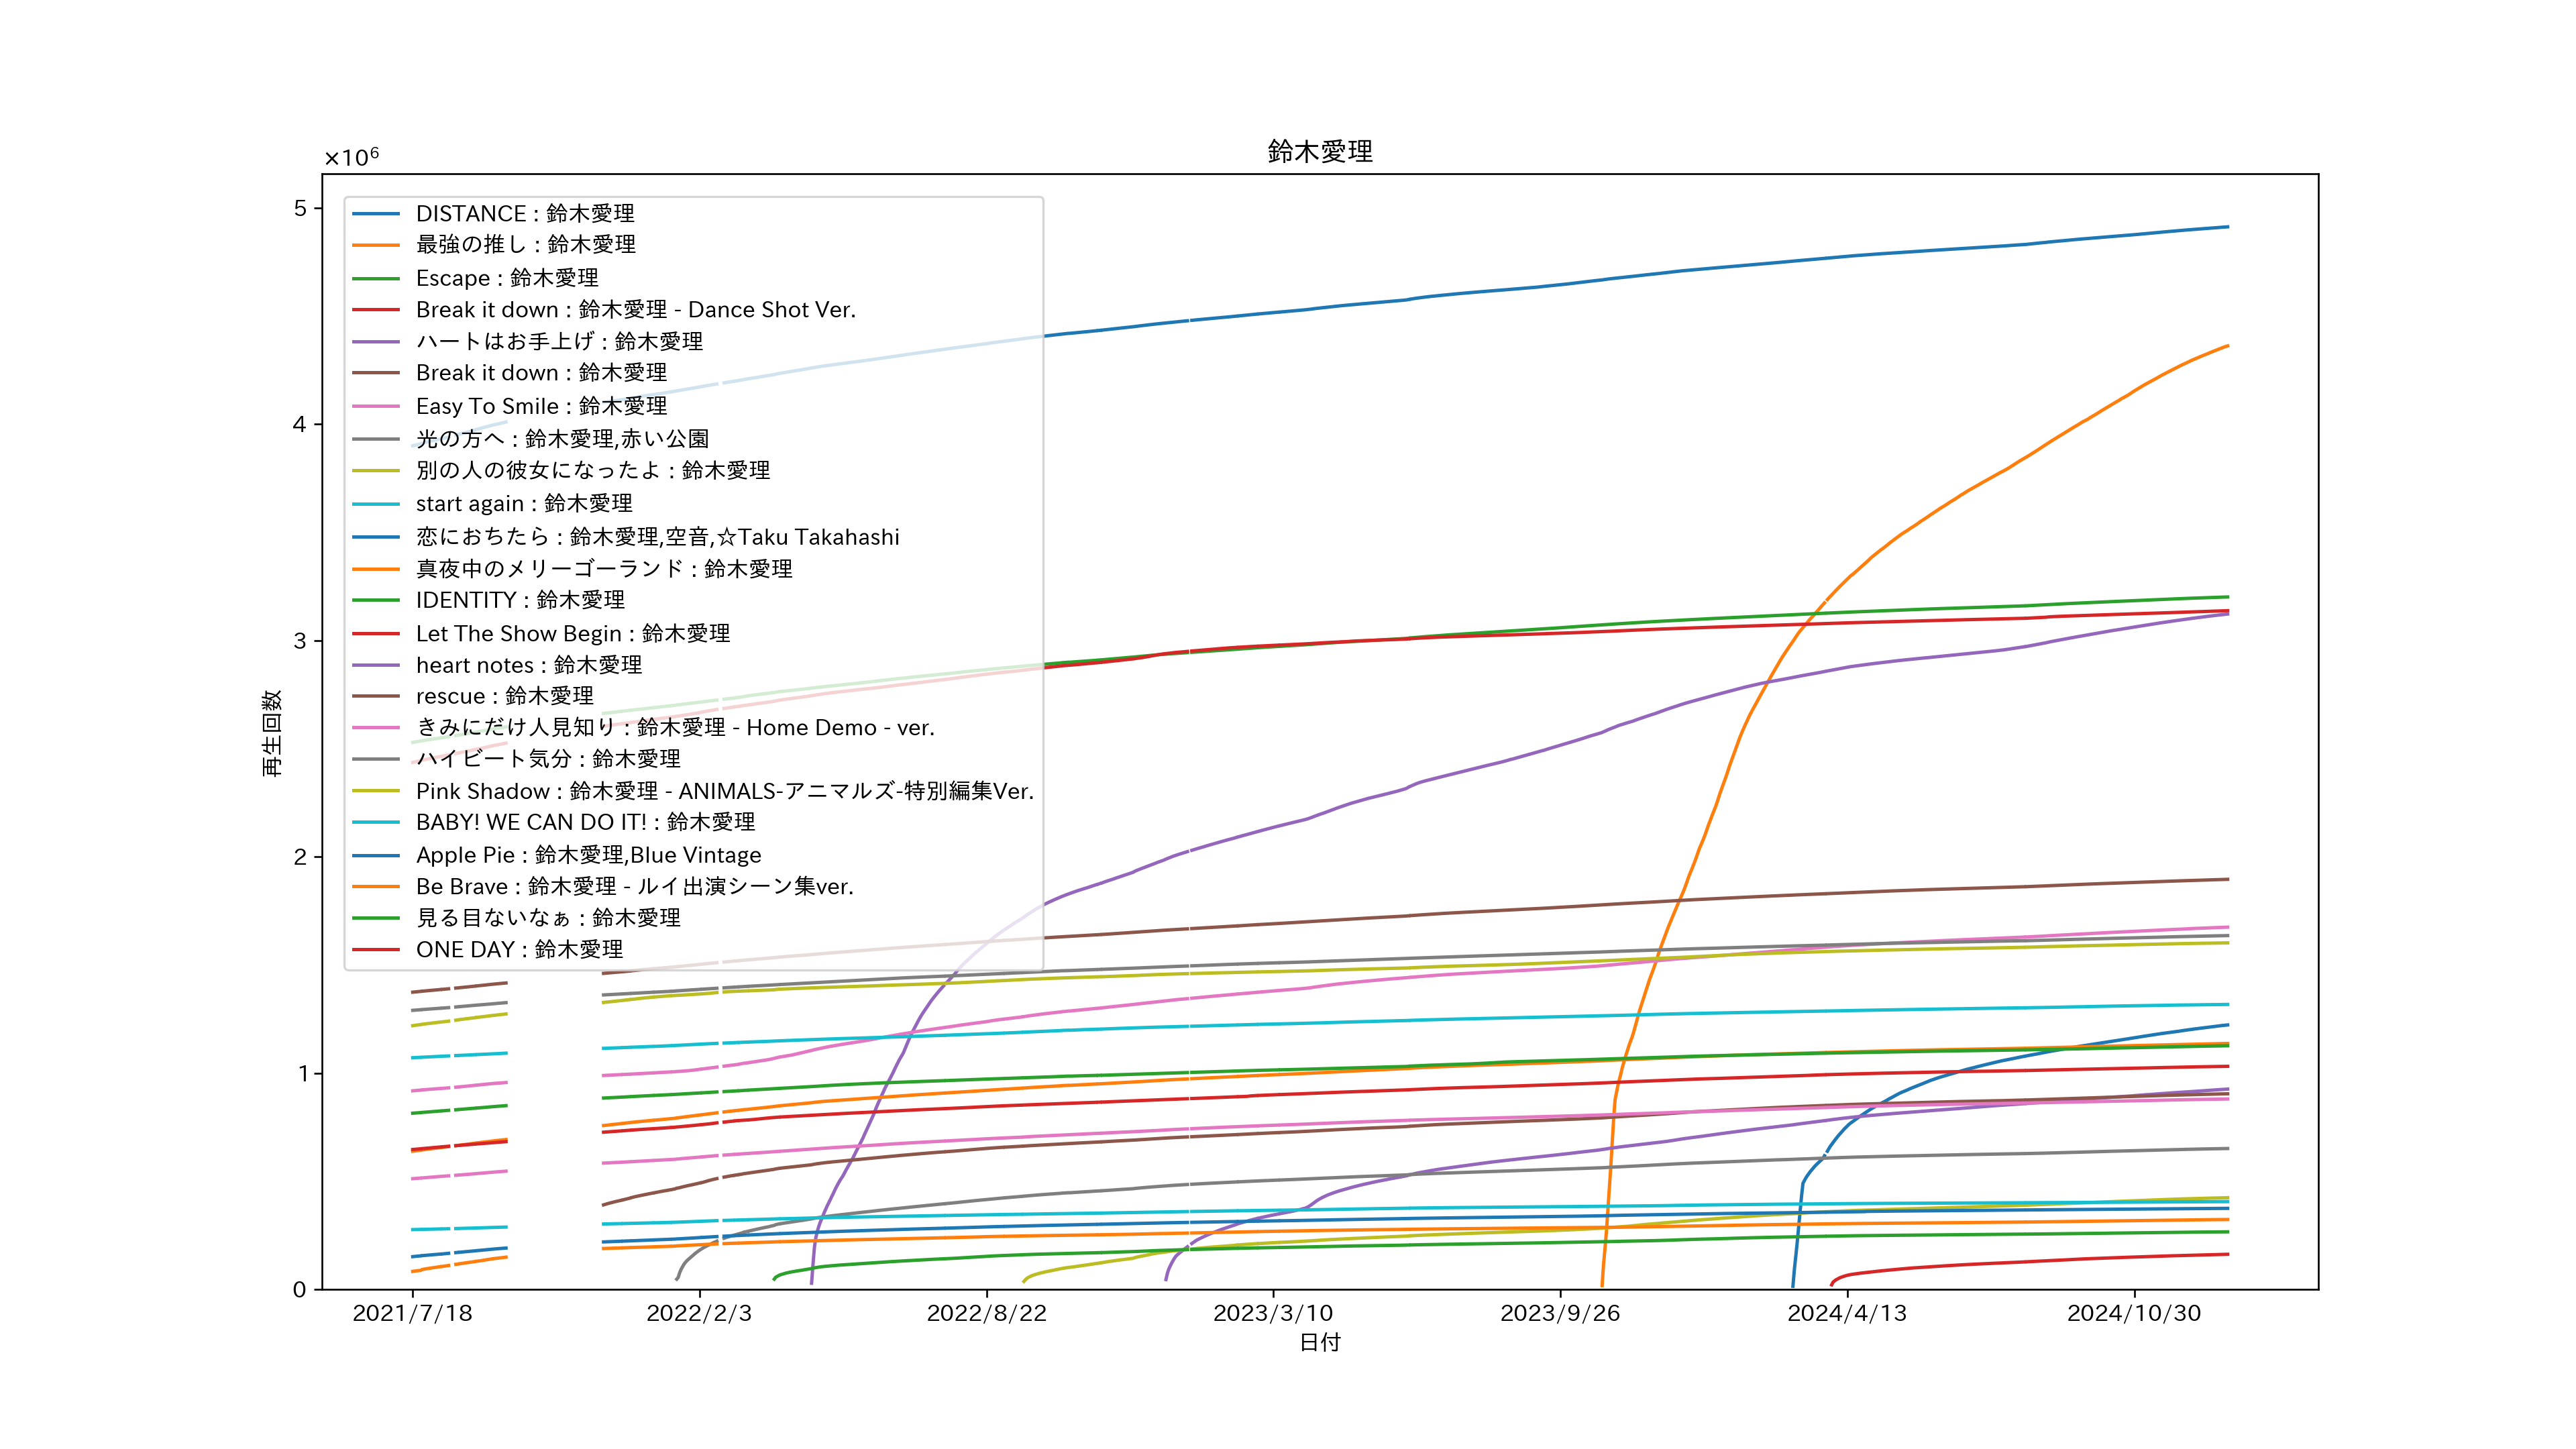 鈴木愛理
×10⁶
5
4
3
2
1
0
再生回数
DISTANCE : 鈴木愛理
最強の推し : 鈴木愛理
Escape : 鈴木愛理
Break it down : 鈴木愛理 - Dance Shot Ver.
ハートはお手上げ : 鈴木愛理
Break it down : 鈴木愛理
Easy To Smile : 鈴木愛理
光の方へ : 鈴木愛理,赤い公園
別の人の彼女になったよ : 鈴木愛理
start again : 鈴木愛理
恋におちたら : 鈴木愛理,空音,☆Taku Takahashi
真夜中のメリーゴーランド : 鈴木愛理
IDENTITY : 鈴木愛理
Let The Show Begin : 鈴木愛理
heart notes : 鈴木愛理
rescue : 鈴木愛理
きみにだけ人見知り : 鈴木愛理 - Home Demo - ver.
ハイビート気分 : 鈴木愛理
Pink Shadow : 鈴木愛理 - ANIMALS-アニマルズ-特別編集Ver.
BABY! WE CAN DO IT! : 鈴木愛理
Apple Pie : 鈴木愛理,Blue Vintage
Be Brave : 鈴木愛理 - ルイ出演シーン集ver.
見る目ないなぁ : 鈴木愛理
ONE DAY : 鈴木愛理
2021/7/18 2022/2/3 2022/8/22 2023/3/10 2023/9/26 2024/4/13 2024/10/30
日付